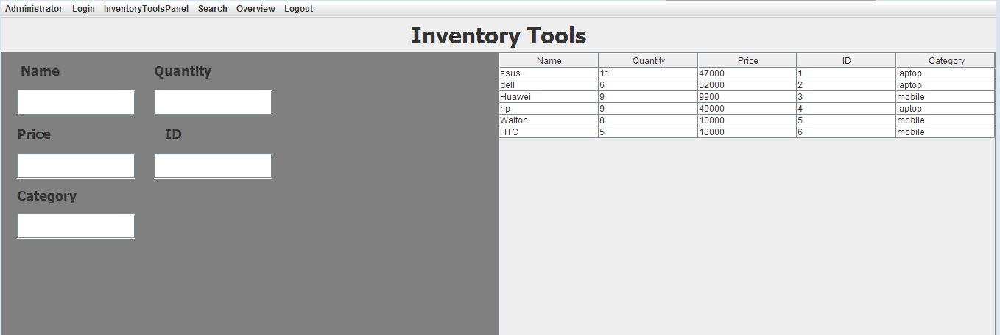 Administrator Login InventoryToolsPanel Search Overview Logout
Inventory Tools
Name Quantity
Price ID
Category
Name Quantity Price ID Category
asus 11 47000 1 laptop
dell 6 52000 2 laptop
Huawei 9 9900 3 mobile
hp 9 49000 4 laptop
Walton 8 10000 5 mobile
HTC 5 18000 6 mobile